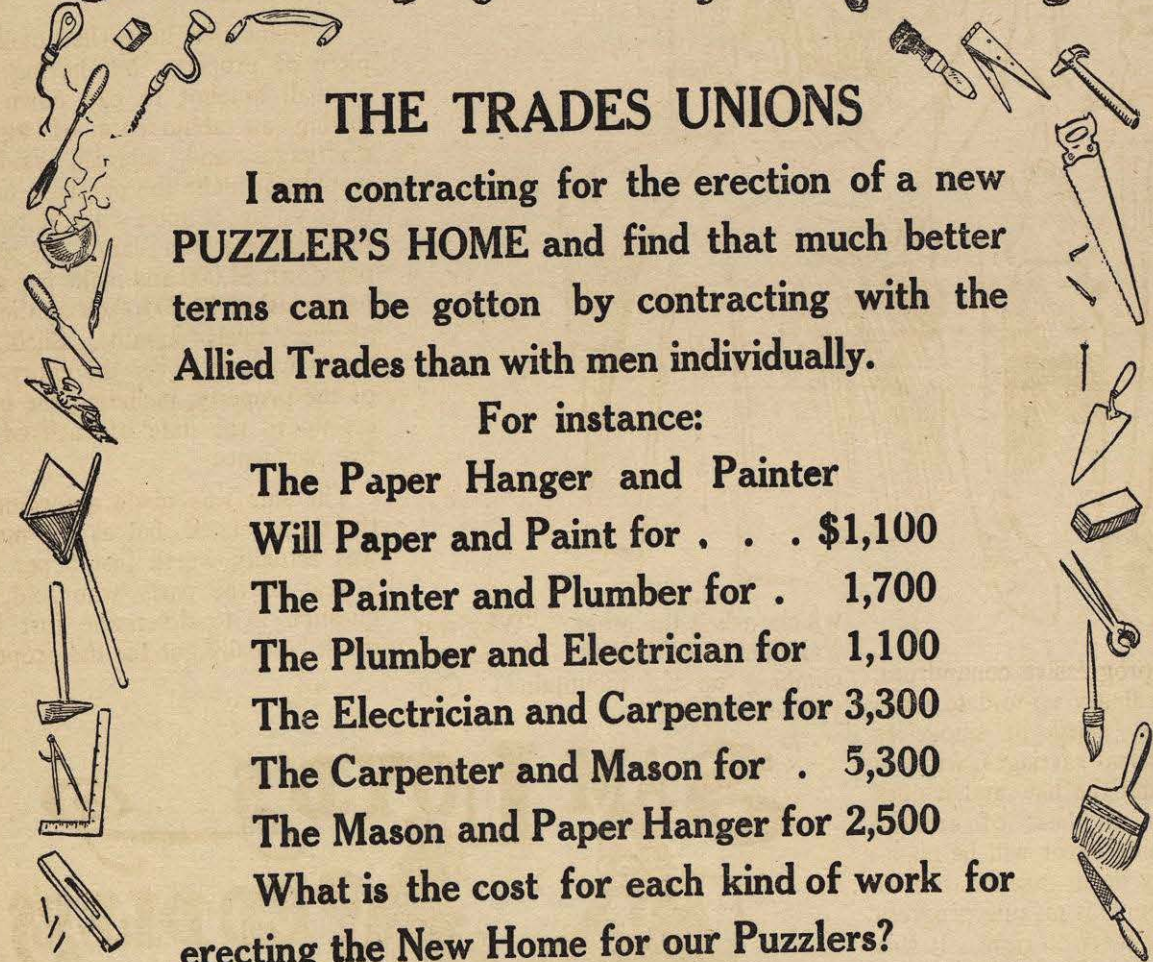 THE TRADES UNIONS
I am contracting for the erection of a new
PUZZLER'S HOME and find that much better
terms can be gotton by contracting with the
Allied Trades than with men individually.
For instance:
The Paper Hanger and Painter
Will Paper and Paint for . . . $1,100
The Painter and Plumber for . 1,700
The Plumber and Electrician for 1,100
The Electrician and Carpenter for 3,300
The Carpenter and Mason for . 5,300
The Mason and Paper Hanger for 2,500
What is the cost for each kind of work for
erecting the New Home for our Puzzlers?